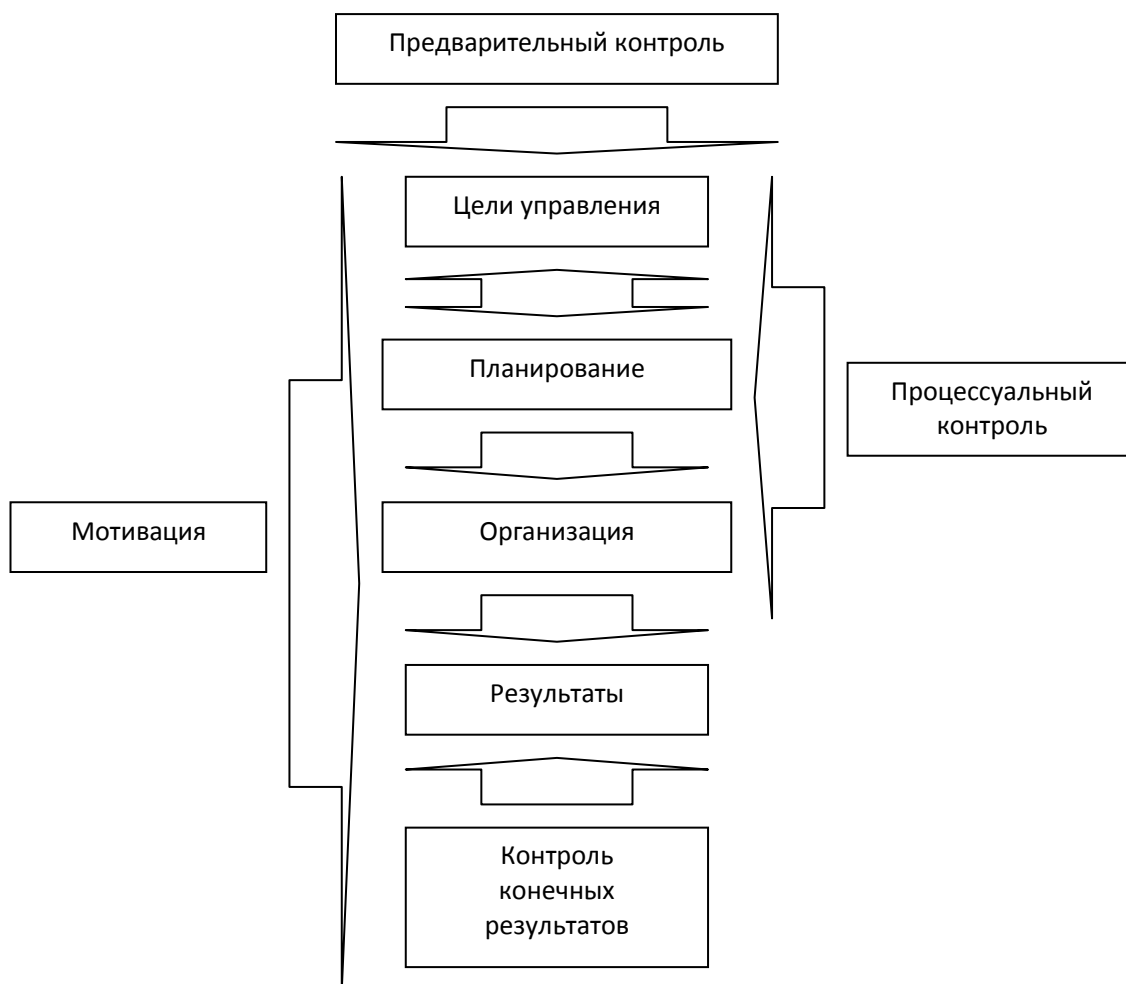 Предварительный контроль
Цели управления
Планирование
Процессуальный
контроль
Мотивация
Организация
Результаты
Контроль
конечных
результатов